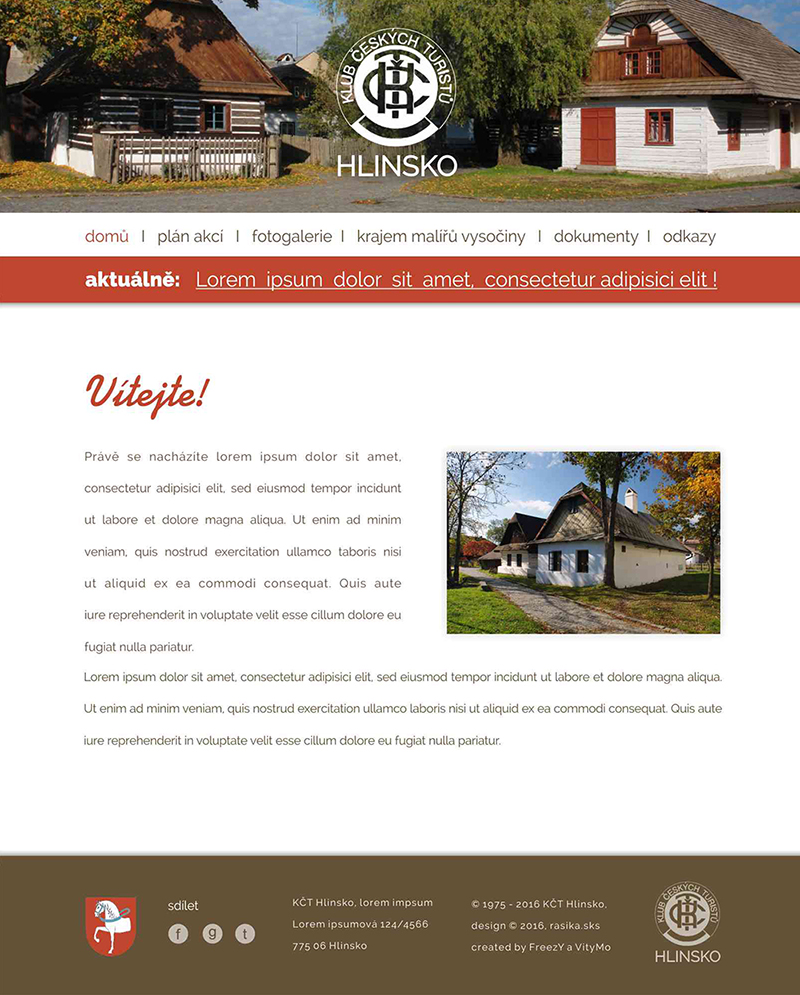 KLUB ČESKÝCH TURISTŮ
KČT
HLINSKO
domů I plán akcí I fotogalerie I krajem malířů vysočiny I dokumenty I odkazy
aktuálně: Lorem ipsum dolor sit amet, consectetur adipisici elit !
Vítejte!
Právě se nacházíte lorem ipsum dolor sit amet,
consectetur adipisici elit, sed eiusmod tempor incidunt
ut labore et dolore magna aliqua. Ut enim ad minim
veniam, quis nostrud exercitation ullamco taboris nisi
ut aliquid ex ea commodi consequat. Quis aute
iure reprehenderit in voluptate velit esse cillum dolore eu
fugiat nulla pariatur.
Lorem ipsum dolor sit amet, consectetur adipisici elit, sed eiusmod tempor incidunt ut labore et dolore magna aliqua.
Ut enim ad minim veniam, quis nostrud exercitation ullamco laboris nisi ut aliquid ex ea commodi consequat. Quis aute
iure reprehenderit in voluptate velit esse cillum dolore eu fugiat nulla pariatur.
sdílet
f g t
KČT Hlinsko, lorem impsum
Lorem ipsumová 124/4566
775 06 Hlinsko
© 1975 - 2016 KČT Hlinsko,
design © 2016, rasika.sks
created by FreezY a VityMo
KLUB ČESKÝCH TURISTŮ
KČT
HLINSKO